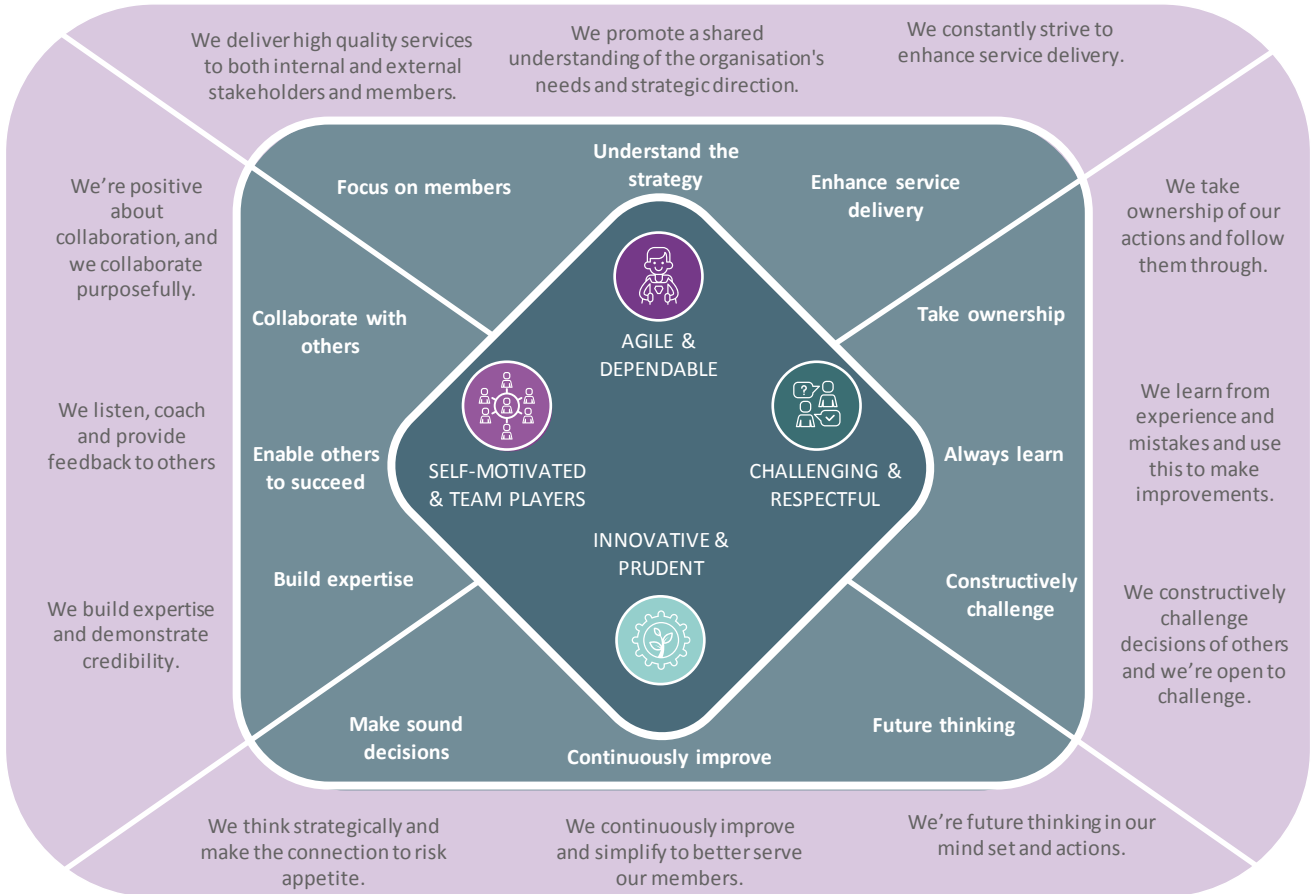 We deliver high quality services
to both internal and external
stakeholders and members.
We promote a shared
understanding of the organisation's
needs and strategic direction.
We constantly strive to
enhance service delivery.
Focus on members
Understand the
strategy
Enhance service
delivery
We're positive
about
collaboration, and
we collaborate
purposefully.
We listen, coach
and provide
feedback to others
We build expertise
and demonstrate
credibility.
Collaborate with
others
Enable others
to succeed
Build expertise
AGILE &
DEPENDABLE
SELF-MOTIVATED
& TEAM PLAYERS
?
CHALLENGING &
RESPECTFUL
INNOVATIVE &
PRUDENT
Take ownership
Always learn
Constructively
challenge
We take
ownership of our
actions and follow
them through.
We learn from
experience and
mistakes and use
this to make
improvements.
We constructively
challenge
decisions of others
and we're open to
challenge.
Make sound
decisions
Continuously improve
Future thinking
We think strategically and
make the connection to risk
appetite.
We continuously improve
and simplify to better serve
our members.
We're future thinking in our
mind set and actions.